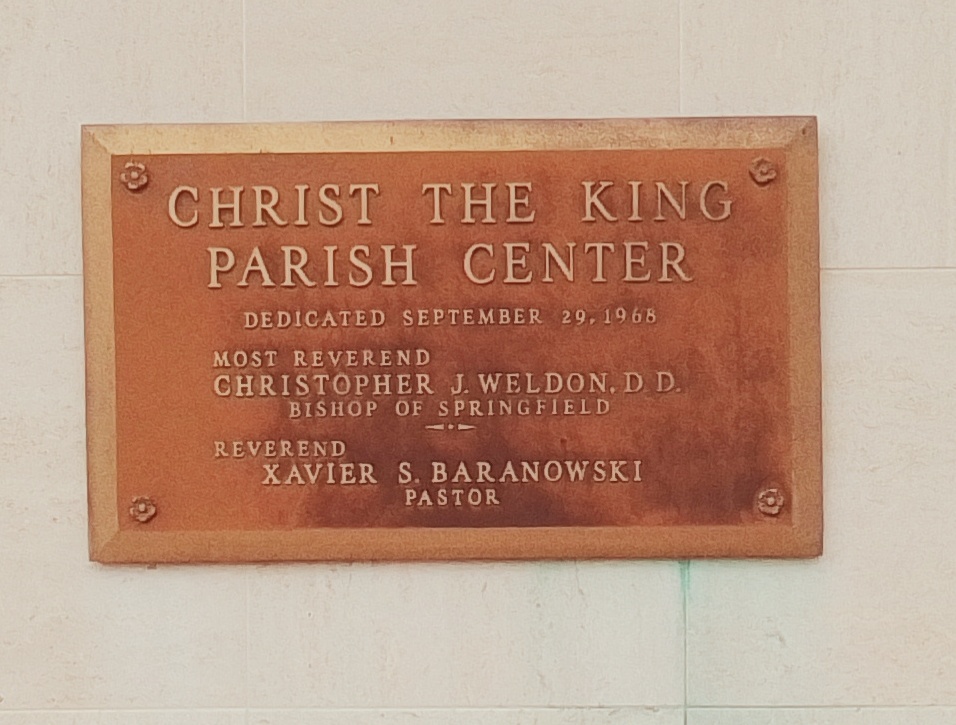 CHRIST THE KING
PARISH CENTER
DEDICATED SEPTEMBER 29, 1968
MOST REVEREND
CHRISTOPHER J. WELDON, D.D.
BISHOP OF SPRINGFIELD
REVEREND
XAVIER S. BARANOWSKI
PASTOR